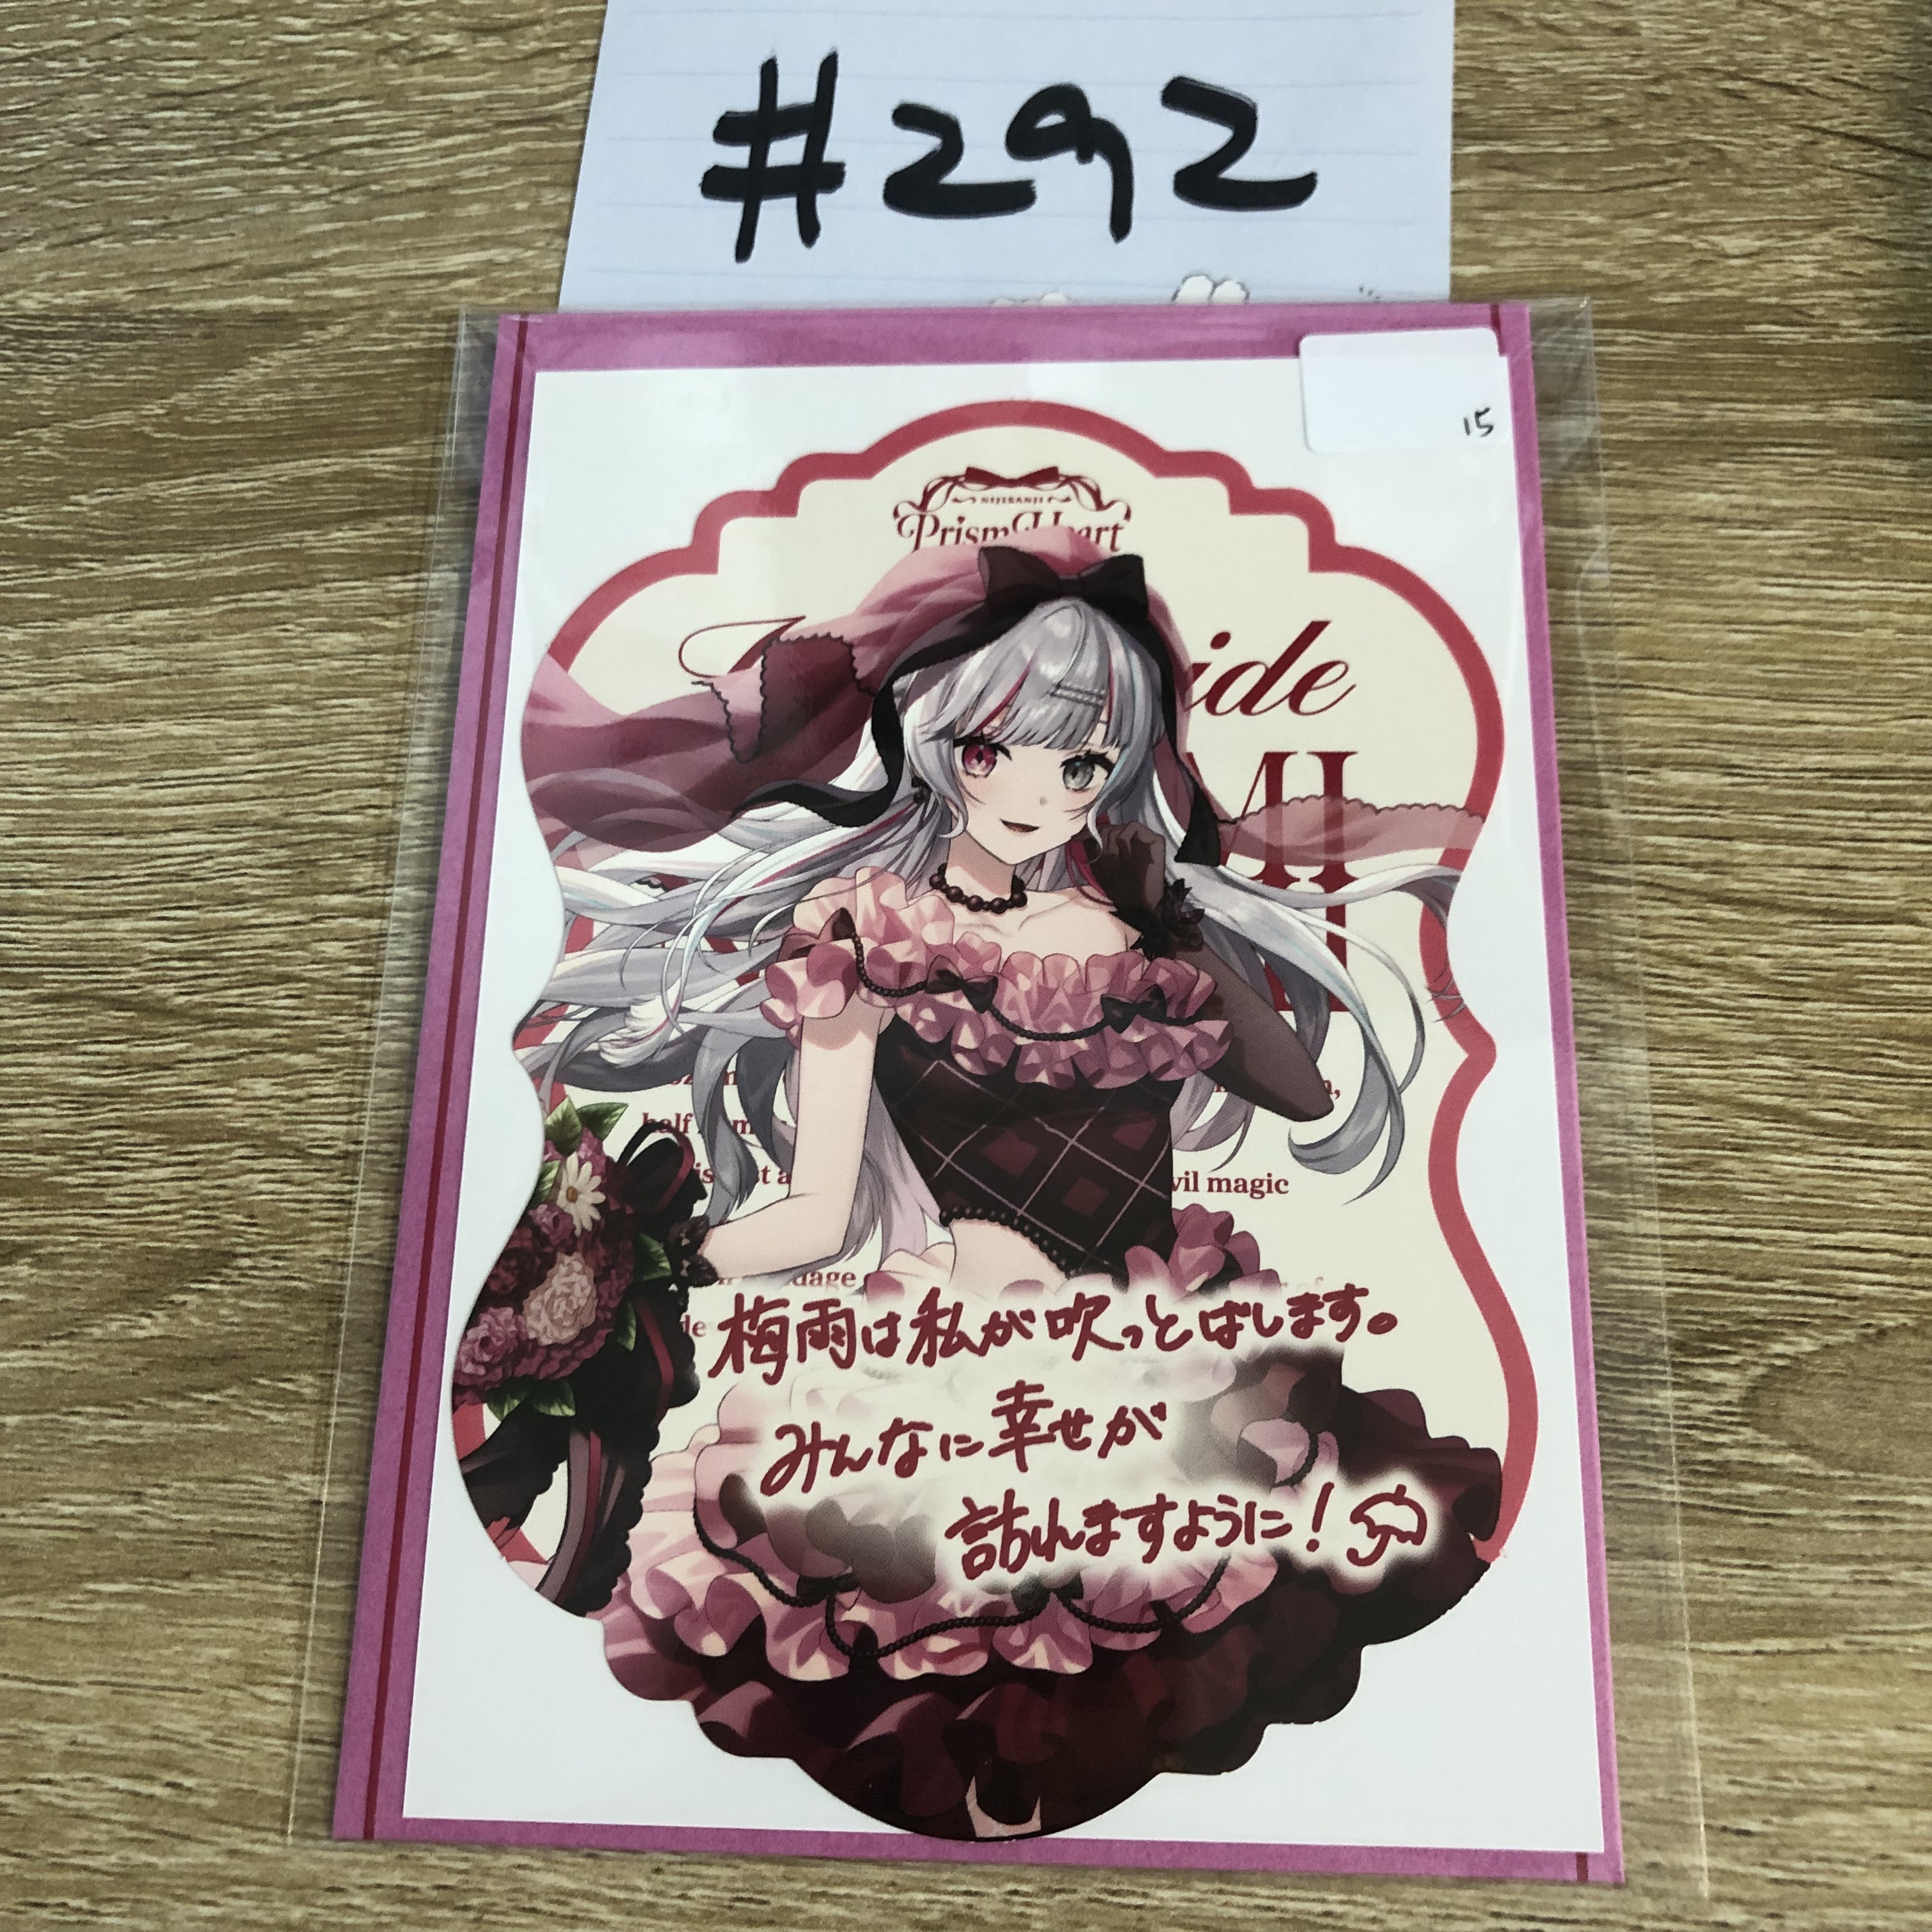 #292
15
NIJISANJI
ide
MI
half
vil magic
梅雨は私が吹っとばします。
みんなに幸せが
訪れますように!